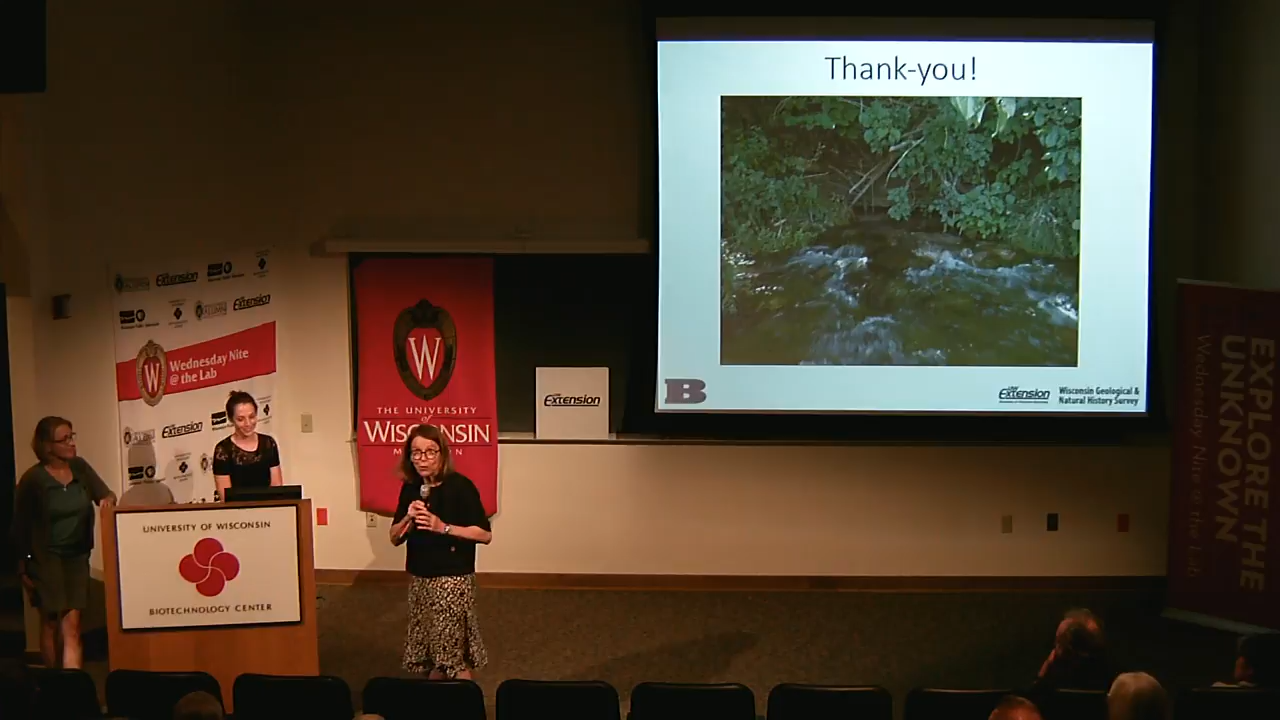 Thank-you!
B
UW
Extension
Wisconsin Geological &
Natural History Survey
Extension
Extension
Wednesday Nite
@ the Lab
Extension
W
THE UNIVERSITY
of
WISCONSIN
Extension
UNIVERSITY OF WISCONSIN
BIOTECHNOLOGY CENTER
EXPLORE THE
UNKNOWN
Wednesday Nite @ the Lab